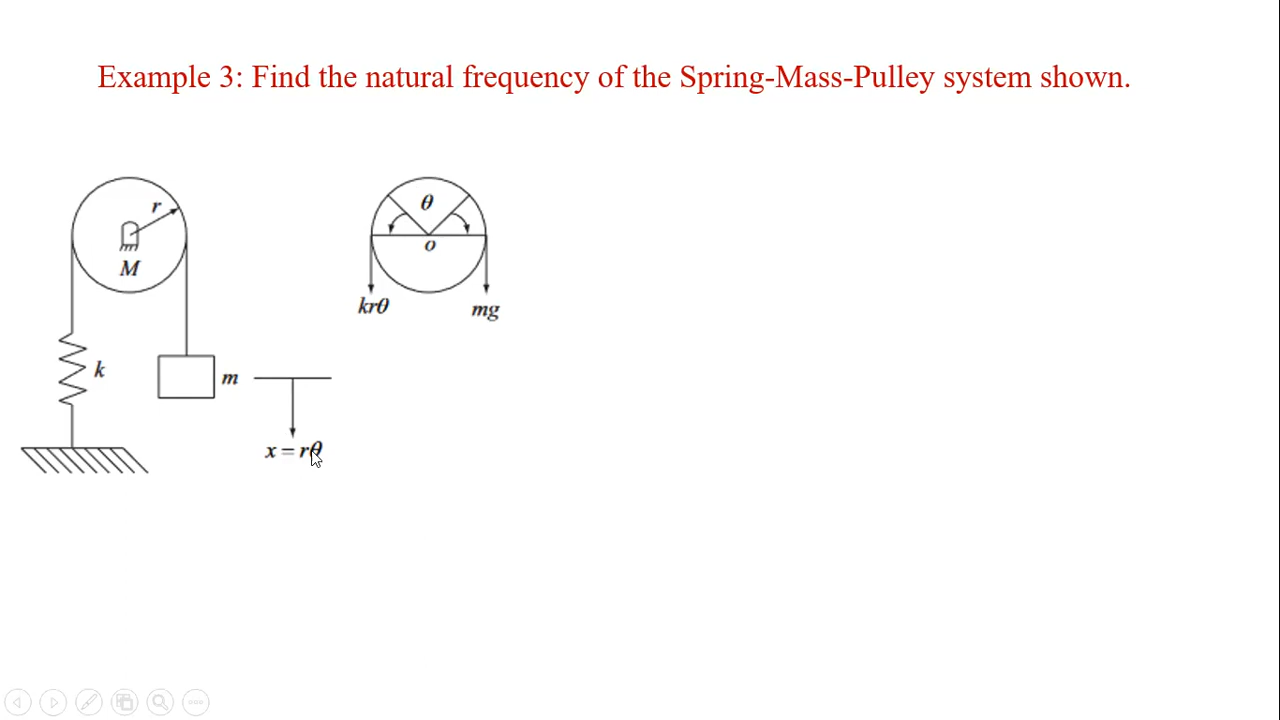 Example 3: Find the natural frequency of the Spring-Mass-Pulley system shown.
r
M
k
m
x = rθ
θ
o
krθ
mg